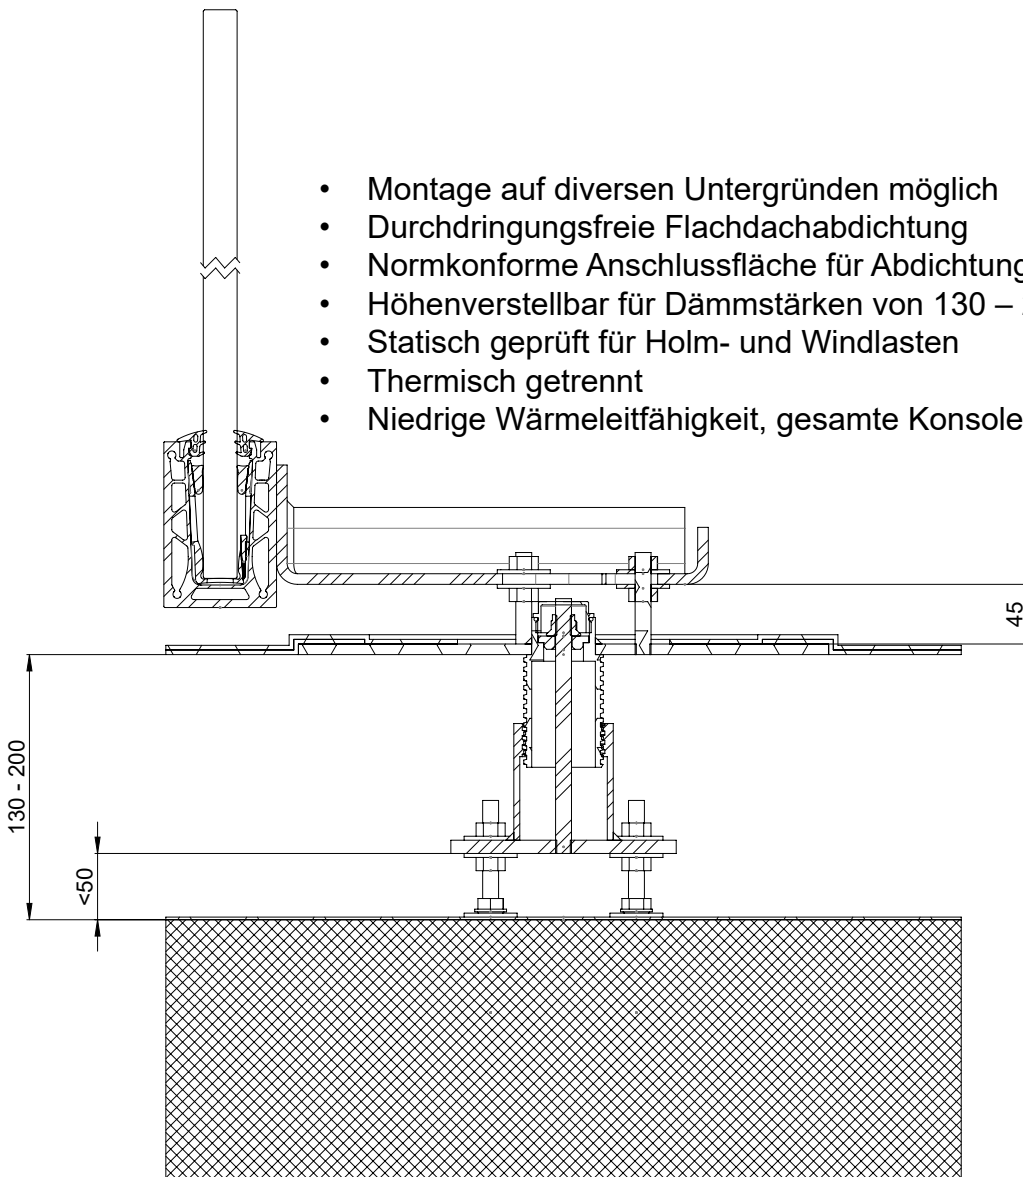 • Montage auf diversen Untergründen möglich
• Durchdringungsfreie Flachdachabdichtung
• Normkonforme Anschlussfläche für Abdichtung
• Höhenverstellbar für Dämmstärken von 130 –
• Statisch geprüft für Holm- und Windlasten
• Thermisch getrennt
• Niedrige Wärmeleitfähigkeit, gesamte Konsole
45
130 - 200
<50